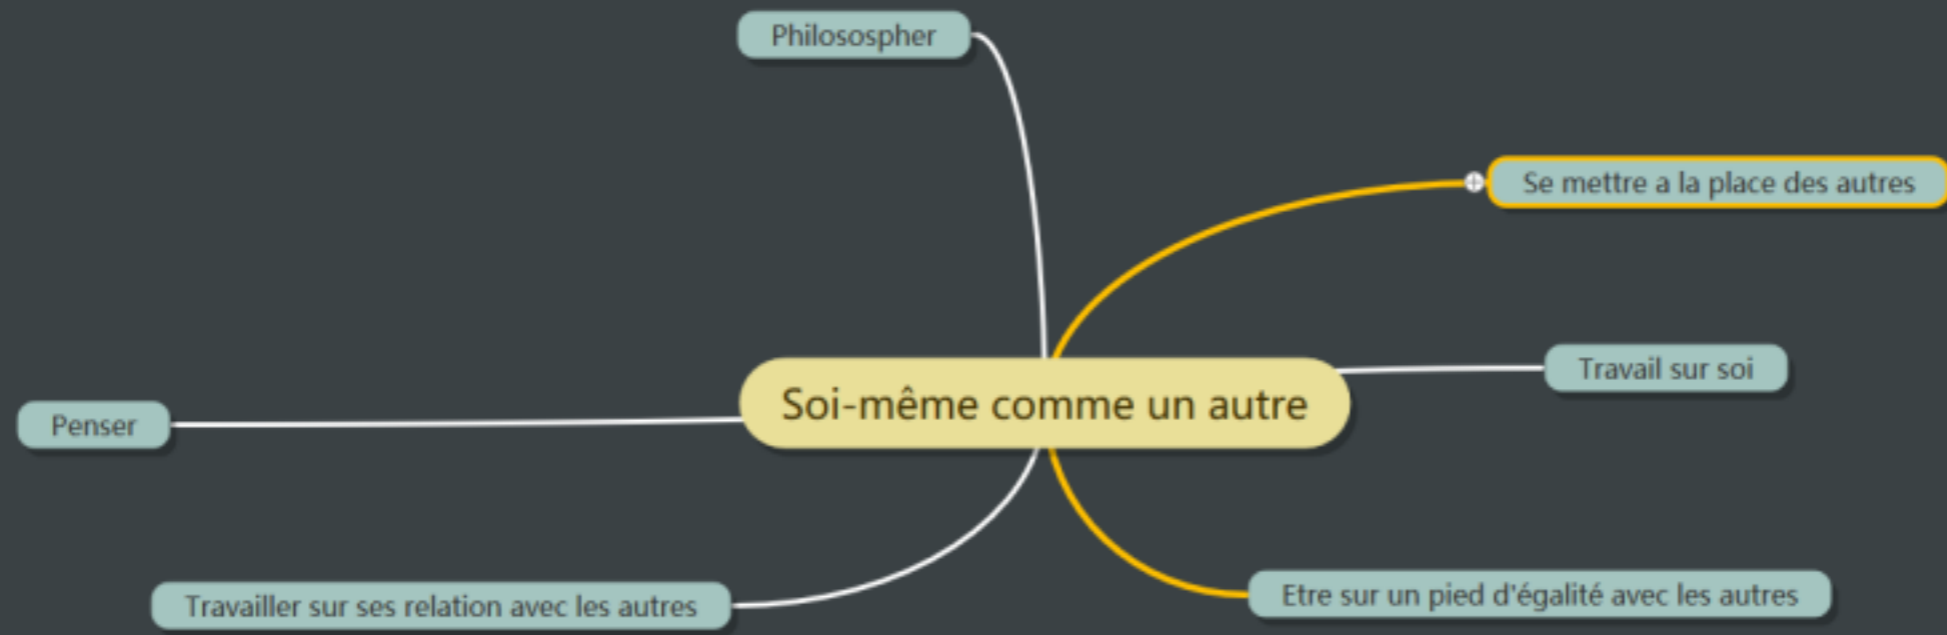 Philosospher
Se mettre a la place des autres
Travail sur soi
Soi-même comme un autre
Penser
Etre sur un pied d'égalité avec les autres
Travailler sur ses relation avec les autres